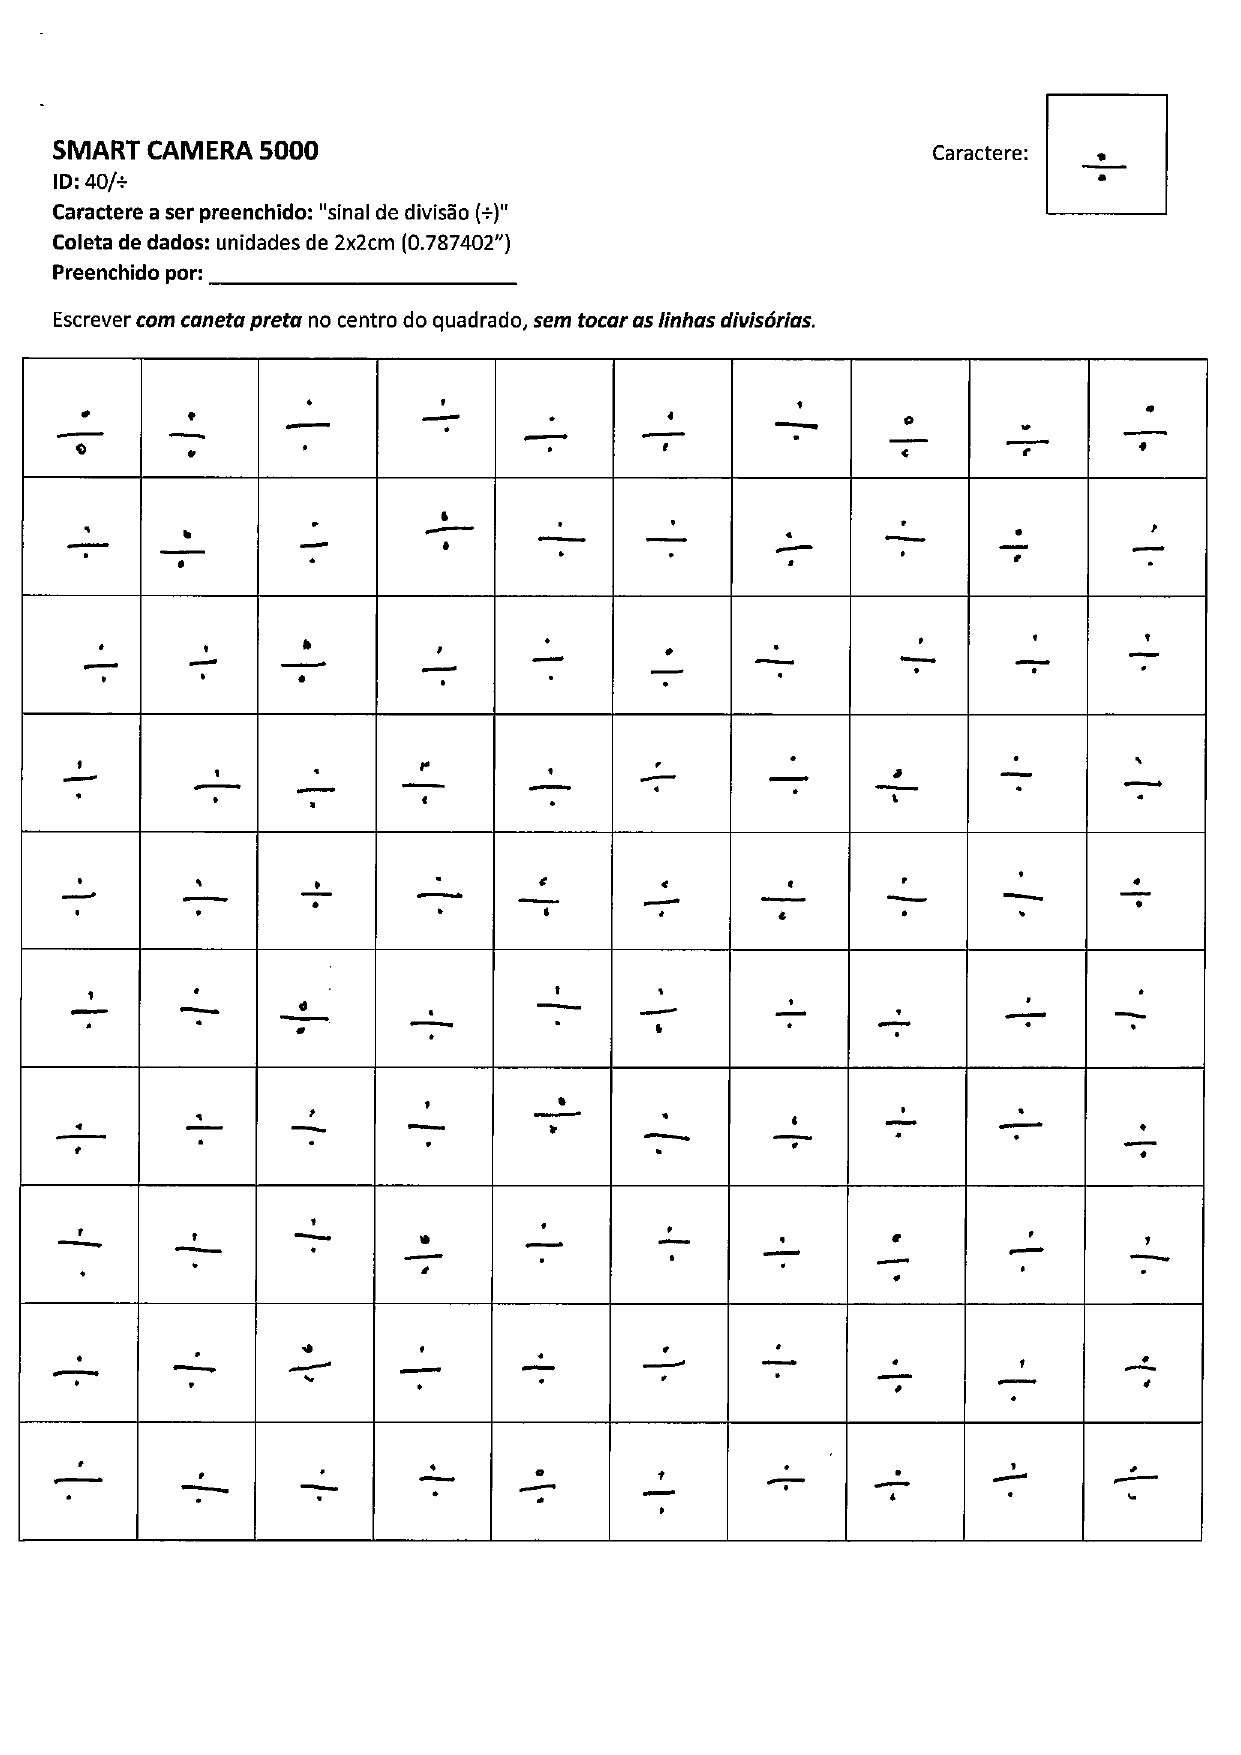 SMART CAMERA 5000
Caractere: ÷
ID: 40/÷
Caractere a ser preenchido: "sinal de divisão (÷)"
Coleta de dados: unidades de 2x2cm (0.787402”)
Preenchido por: __________________________
Escrever com caneta preta no centro do quadrado, sem tocar as linhas divisórias.
÷ ÷ ÷ ÷ ÷ ÷ ÷ ÷ ÷ ÷
÷ ÷ ÷ ÷ ÷ ÷ ÷ ÷ ÷ ÷
÷ ÷ ÷ ÷ ÷ ÷ ÷ ÷ ÷ ÷
÷ ÷ ÷ ÷ ÷ ÷ ÷ ÷ ÷ ÷
÷ ÷ ÷ ÷ ÷ ÷ ÷ ÷ ÷ ÷
÷ ÷ ÷ ÷ ÷ ÷ ÷ ÷ ÷ ÷
÷ ÷ ÷ ÷ ÷ ÷ ÷ ÷ ÷ ÷
÷ ÷ ÷ ÷ ÷ ÷ ÷ ÷ ÷ ÷
÷ ÷ ÷ ÷ ÷ ÷ ÷ ÷ ÷ ÷
÷ ÷ ÷ ÷ ÷ ÷ ÷ ÷ ÷ ÷